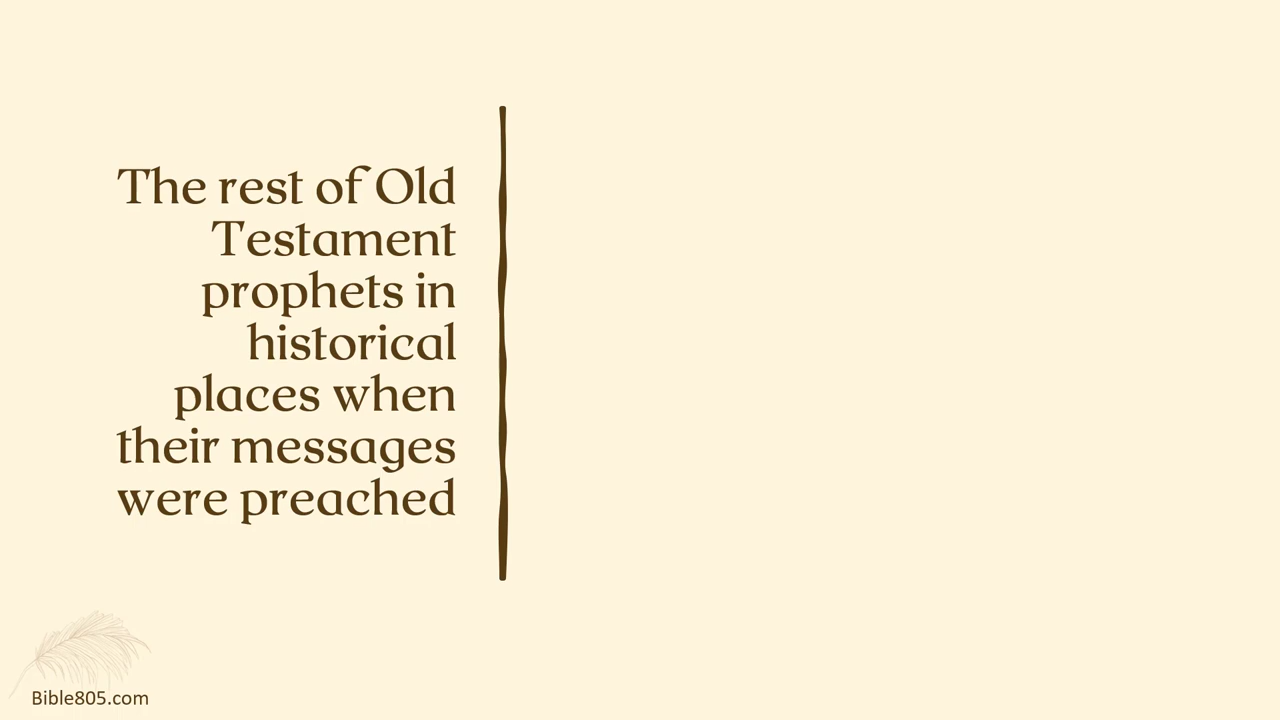 The rest of Old
Testament
prophets in
historical
places when
their messages
were preached
Bible805.com